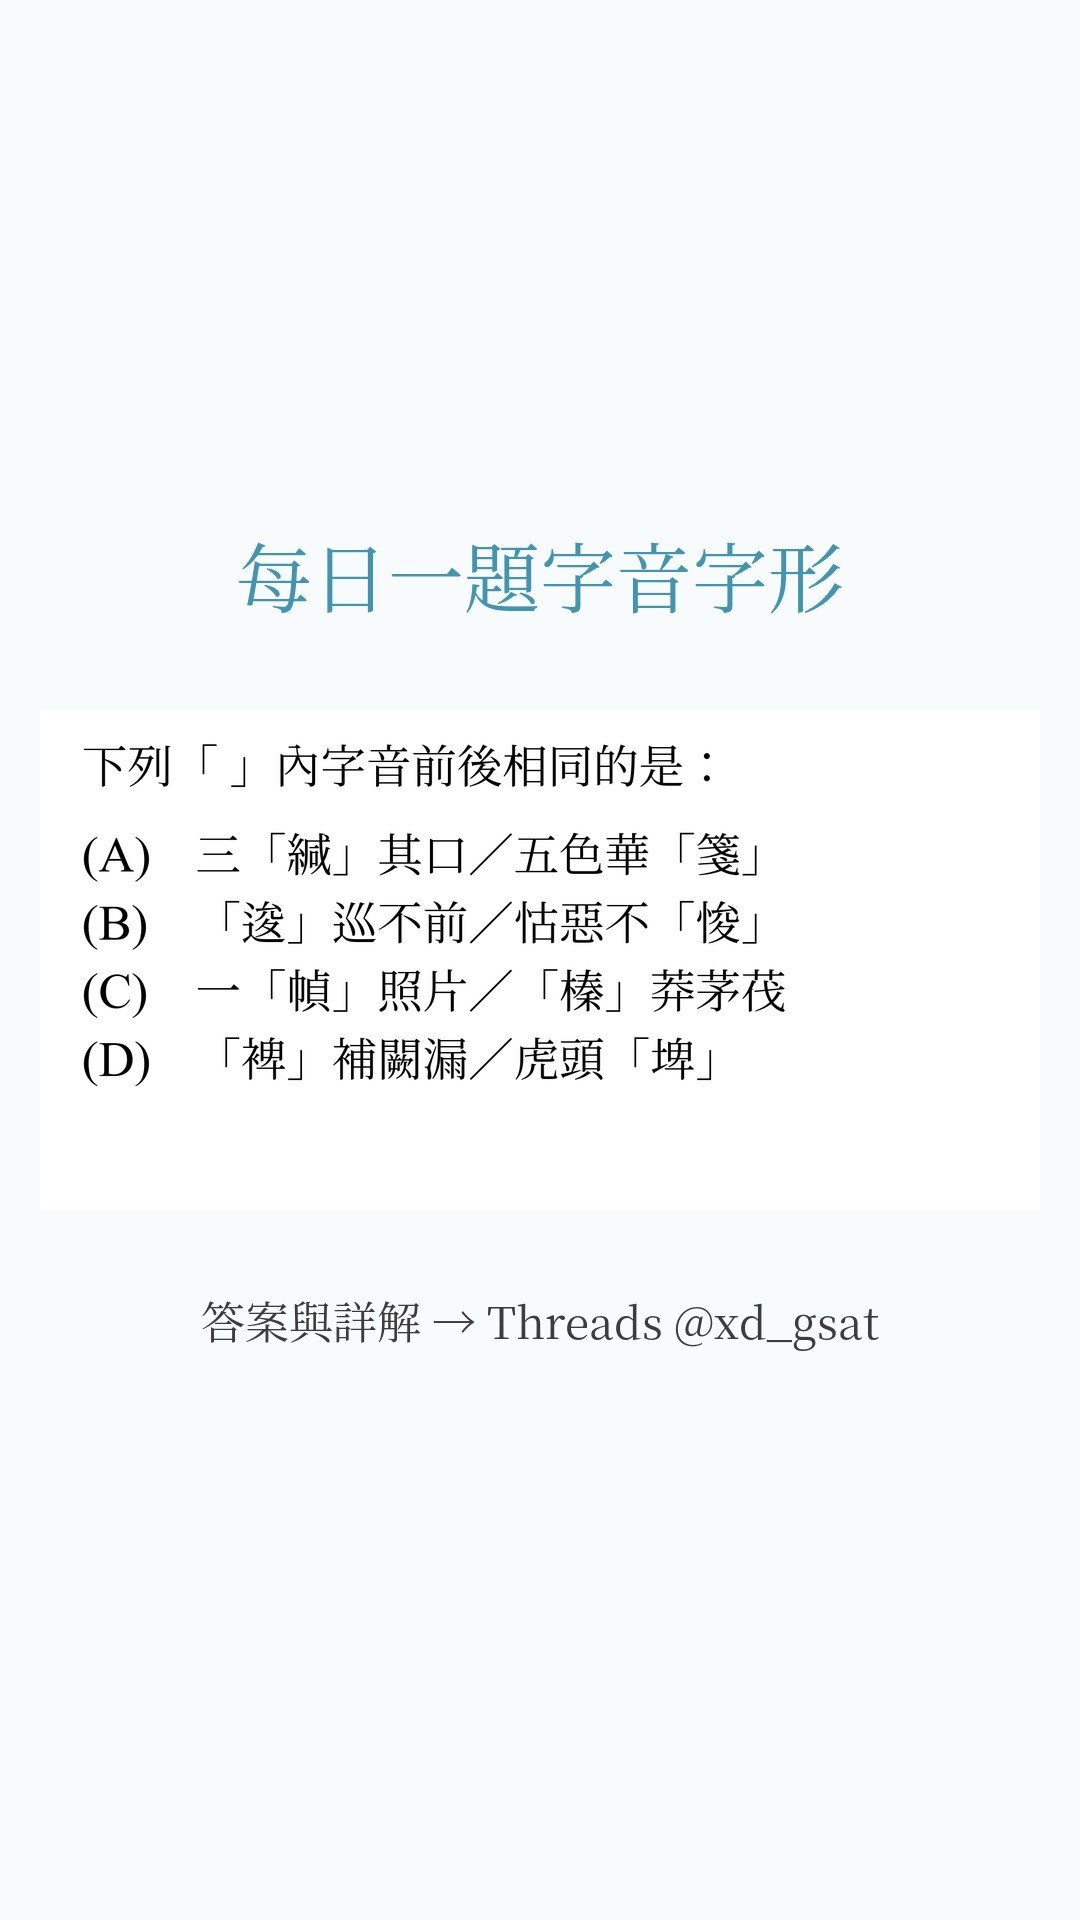 每日一題字音字形
下列「 」內字音前後相同的是：
(A) 三「緘」其口／五色華「箋」
(B) 「逡」巡不前／怙惡不「悛」
(C) 一「幀」照片／「榛」莽茅茷
(D) 「裨」補闕漏／虎頭「埤」
答案與詳解 → Threads @xd_gsat